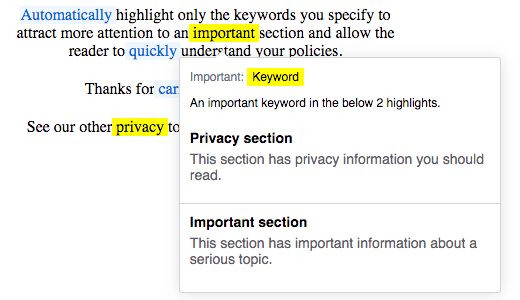 Automatically highlight only the keywords you specify to
attract more attention to an important section and allow the
reader to quickly understand your policies.
Thanks for car
See our other privacy to
Important: Keyword
An important keyword in the below 2 highlights.
Privacy section
This section has privacy information you should
read.
Important section
This section has important information about a
serious topic.